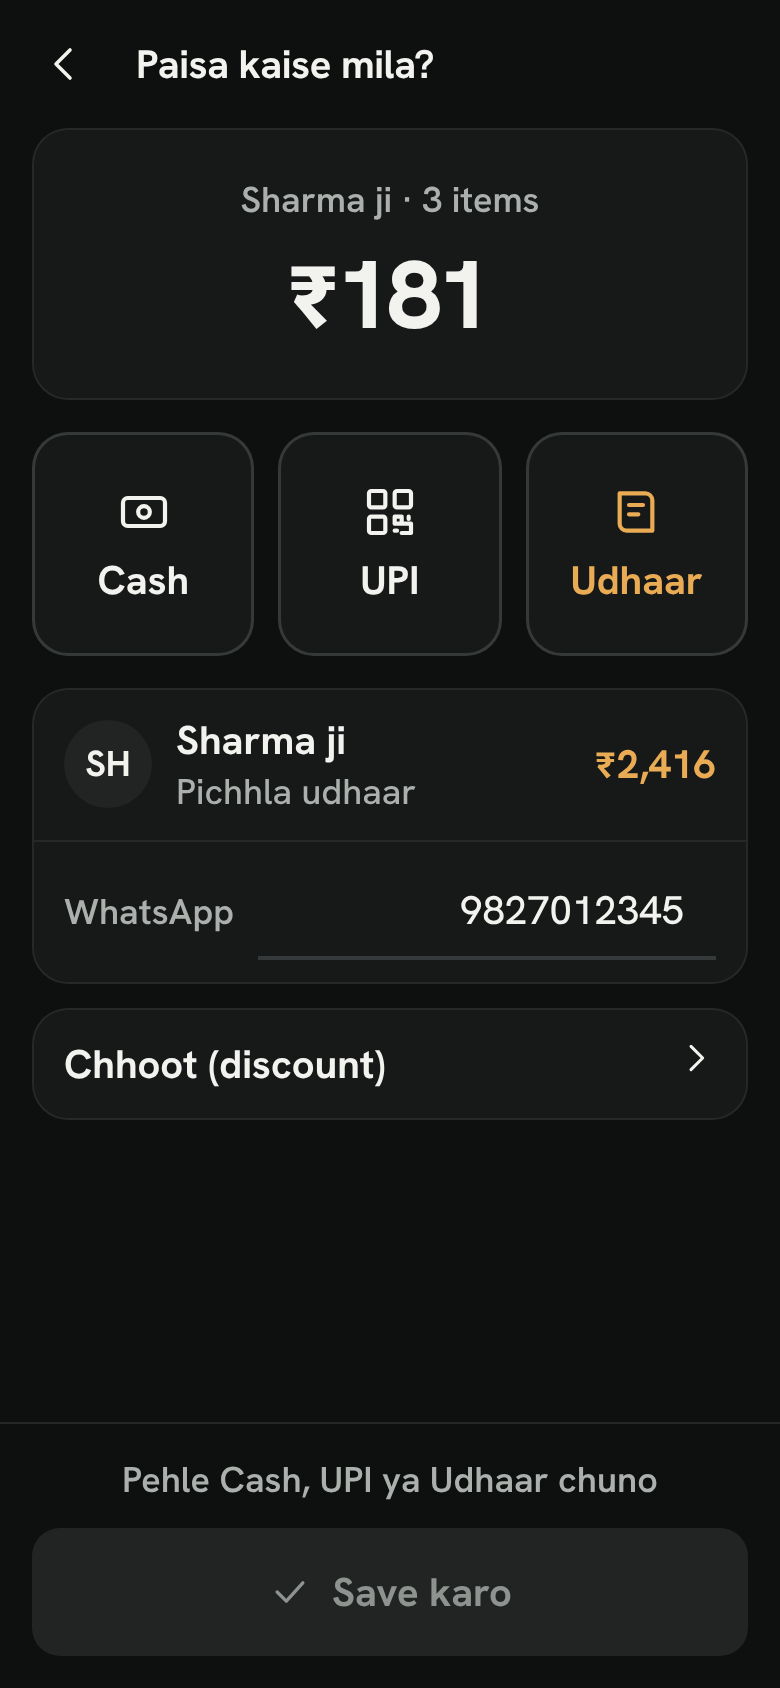 Paisa kaise mila?
Sharma ji · 3 items
₹181
Cash
UPI
Udhaar
SH
Sharma ji
Pichhla udhaar
₹2,416
WhatsApp
9827012345
Chhoot (discount)
Pehle Cash, UPI ya Udhaar chuno
Save karo